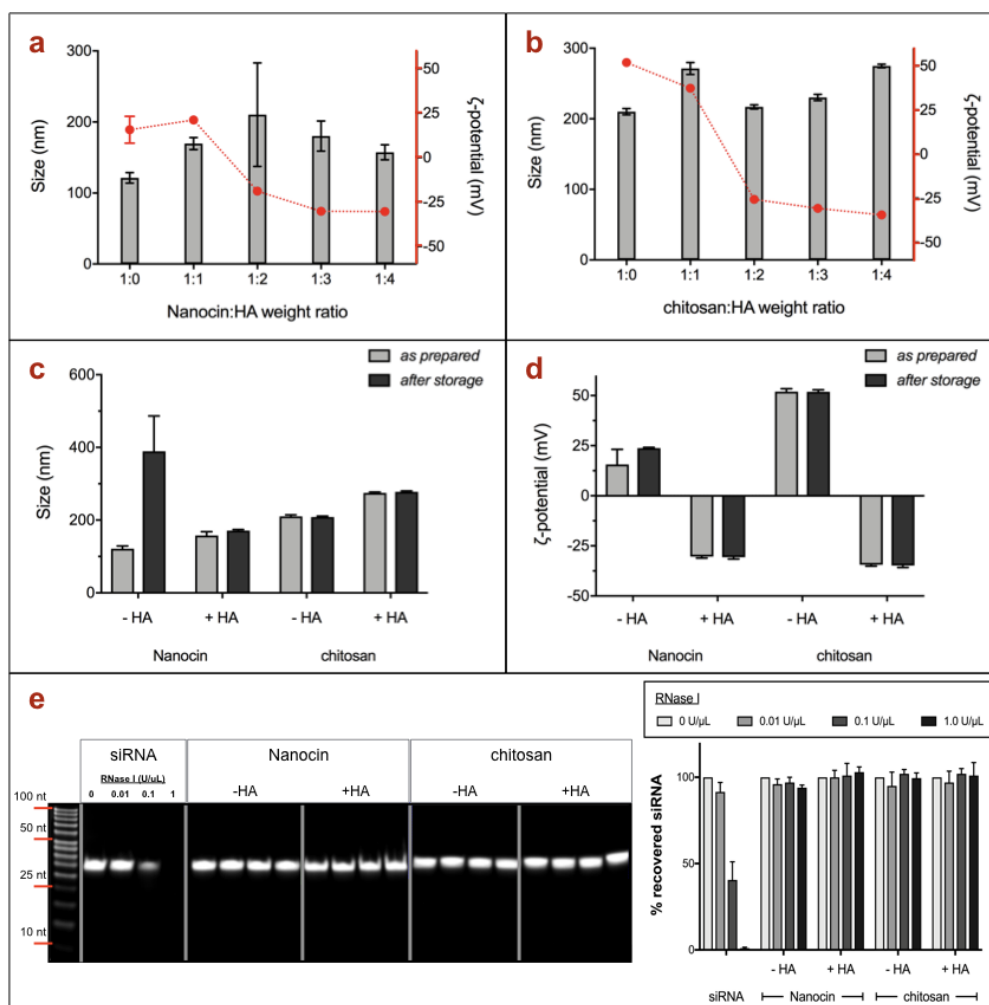 a
300
200
100
0
Size (nm)
50
25
0
-25
-50
ζ-potential (mV)
1:0 1:1 1:2 1:3 1:4
Nanocin:HA weight ratio
b
300
200
100
0
Size (nm)
50
25
0
-25
-50
ζ-potential (mV)
1:0 1:1 1:2 1:3 1:4
chitosan:HA weight ratio
c
as prepared
after storage
600
400
200
0
Size (nm)
- HA + HA - HA + HA
Nanocin chitosan
d
as prepared
after storage
50
25
0
-25
-50
ζ-potential (mV)
- HA + HA - HA + HA
Nanocin chitosan
e
siRNA Nanocin chitosan
RNase I (U/uL)
0 0.01 0.1 1
-HA +HA -HA +HA
100 nt
50 nt
25 nt
10 nt
RNase I
0 U/µL 0.01 U/µL 0.1 U/µL 1.0 U/µL
100
50
0
% recovered siRNA
- HA + HA - HA + HA
siRNA Nanocin chitosan